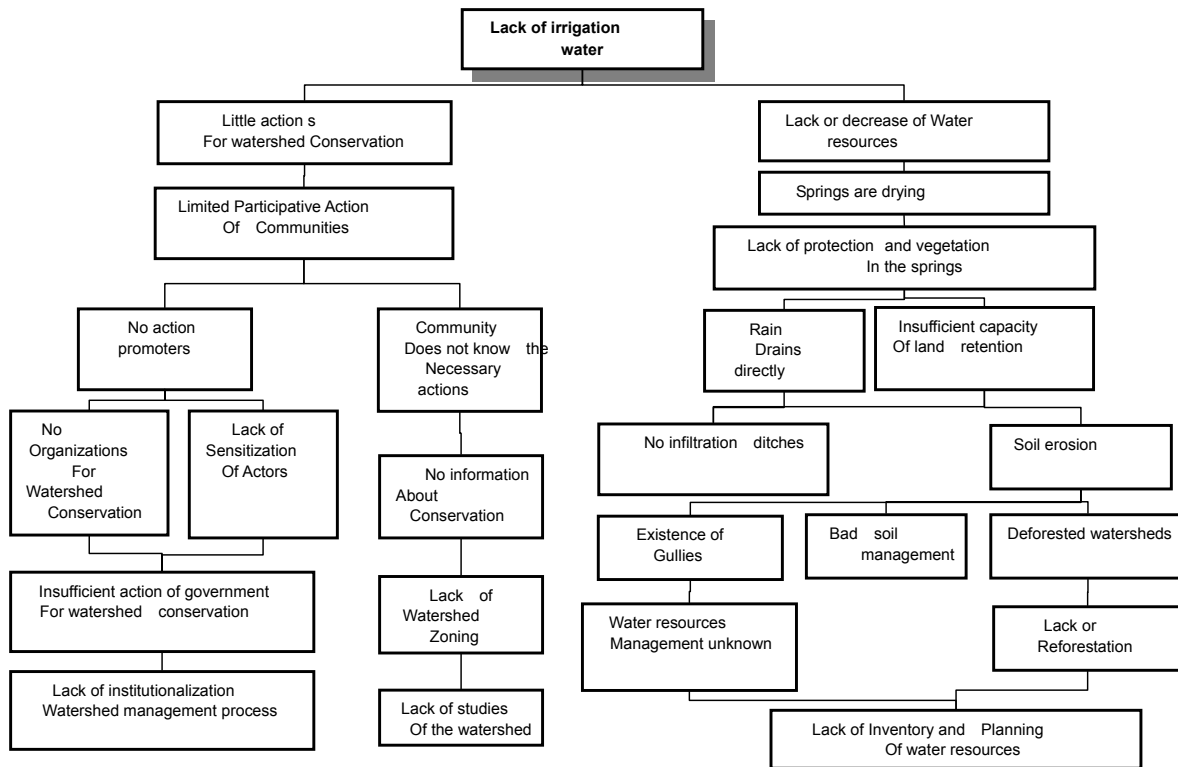 Lack of irrigation
water
Little action s
For watershed Conservation
Lack or decrease of Water
resources
Limited Participative Action
Of Communities
Springs are drying
Lack of protection and vegetation
In the springs
No action
promoters
Community
Does not know the
Necessary
actions
Rain
Drains
directly
Insufficient capacity
Of land retention
No
Organizations
For
Watershed
Conservation
Lack of
Sensitization
Of Actors
No information
About
Conservation
No infiltration ditches
Soil erosion
Existence of
Gullies
Bad soil
management
Deforested watersheds
Insufficient action of government
For watershed conservation
Lack of
Watershed
Zoning
Water resources
Management unknown
Lack or
Reforestation
Lack of institutionalization
Watershed management process
Lack of studies
Of the watershed
Lack of Inventory and Planning
Of water resources